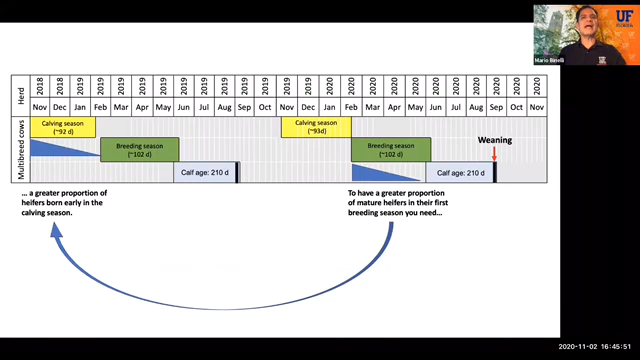 UF
FLORIDA
Mario Binelli
Herd
2018 2018 2019 2019 2019 2019 2019 2019 2019 2019 2019 2019 2019 2019 2020 2020 2020 2020 2020 2020 2020 2020 2020 2020 2020
Nov Dec Jan Feb Mar Apr May Jun Jul Aug Sep Oct Nov Dec Jan Feb Mar Apr May Jun Jul Aug Sep Oct Nov
Multibreed cows
Calving season
(~92 d)
Calving season
(~93d)
Breeding season
(~102 d)
Breeding season
(~102 d)
Weaning
Calf age: 210 d
Calf age: 210 d
… a greater proportion of
heifers born early in the
calving season.
To have a greater proportion
of mature heifers in their first
breeding season you need…
2020-11-02 16:45:51